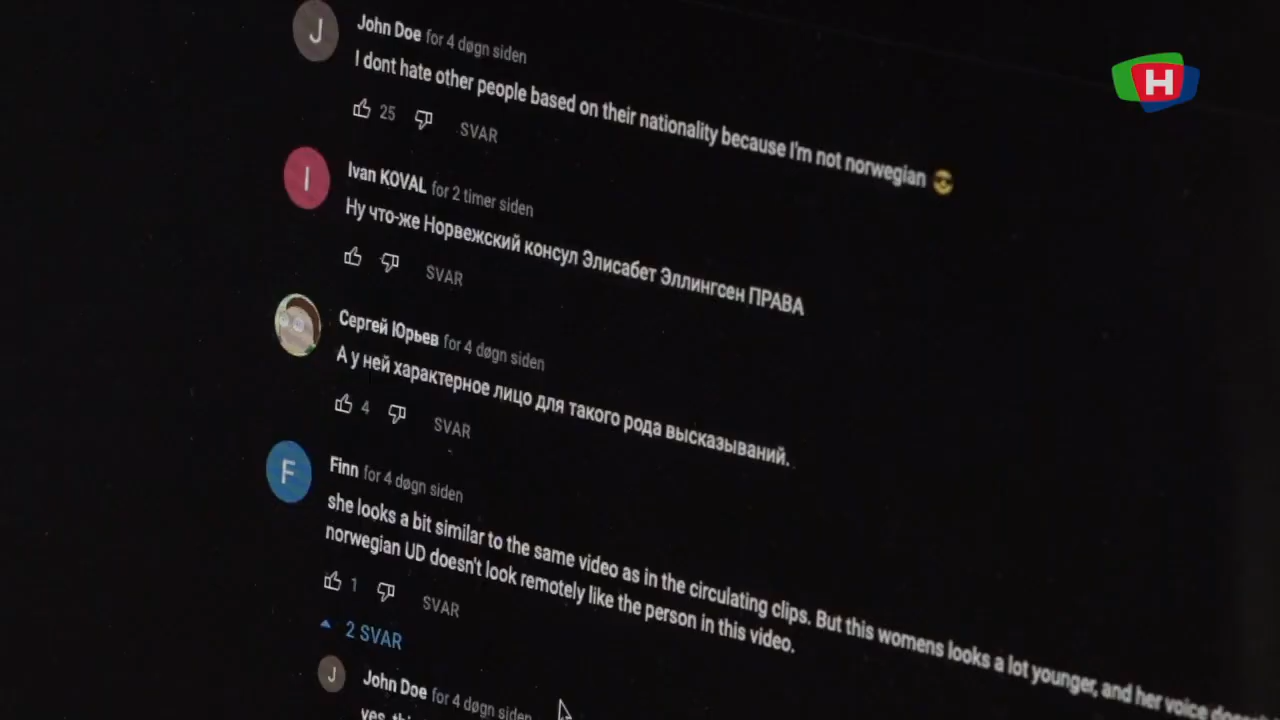 H
J
John Doe for 4 døgn siden
I dont hate other people based on their nationality because I'm not norwegian 😎
25 SVAR
I
Ivan KOVAL for 2 timer siden
Ну что-же Норвежский консул Элисабет Эллингсен ПРАВА
SVAR
Сергей Юрьев for 4 døgn siden
А у ней характерное лицо для такого рода высказываний.
4 SVAR
F
Finn for 4 døgn siden
she looks a bit similar to the same video as in the circulating clips. But this womens looks a lot younger, and her voice
norwegian UD doesn't look remotely like the person in this video.
1 SVAR
2 SVAR
J
John Doe for 4 døgn siden